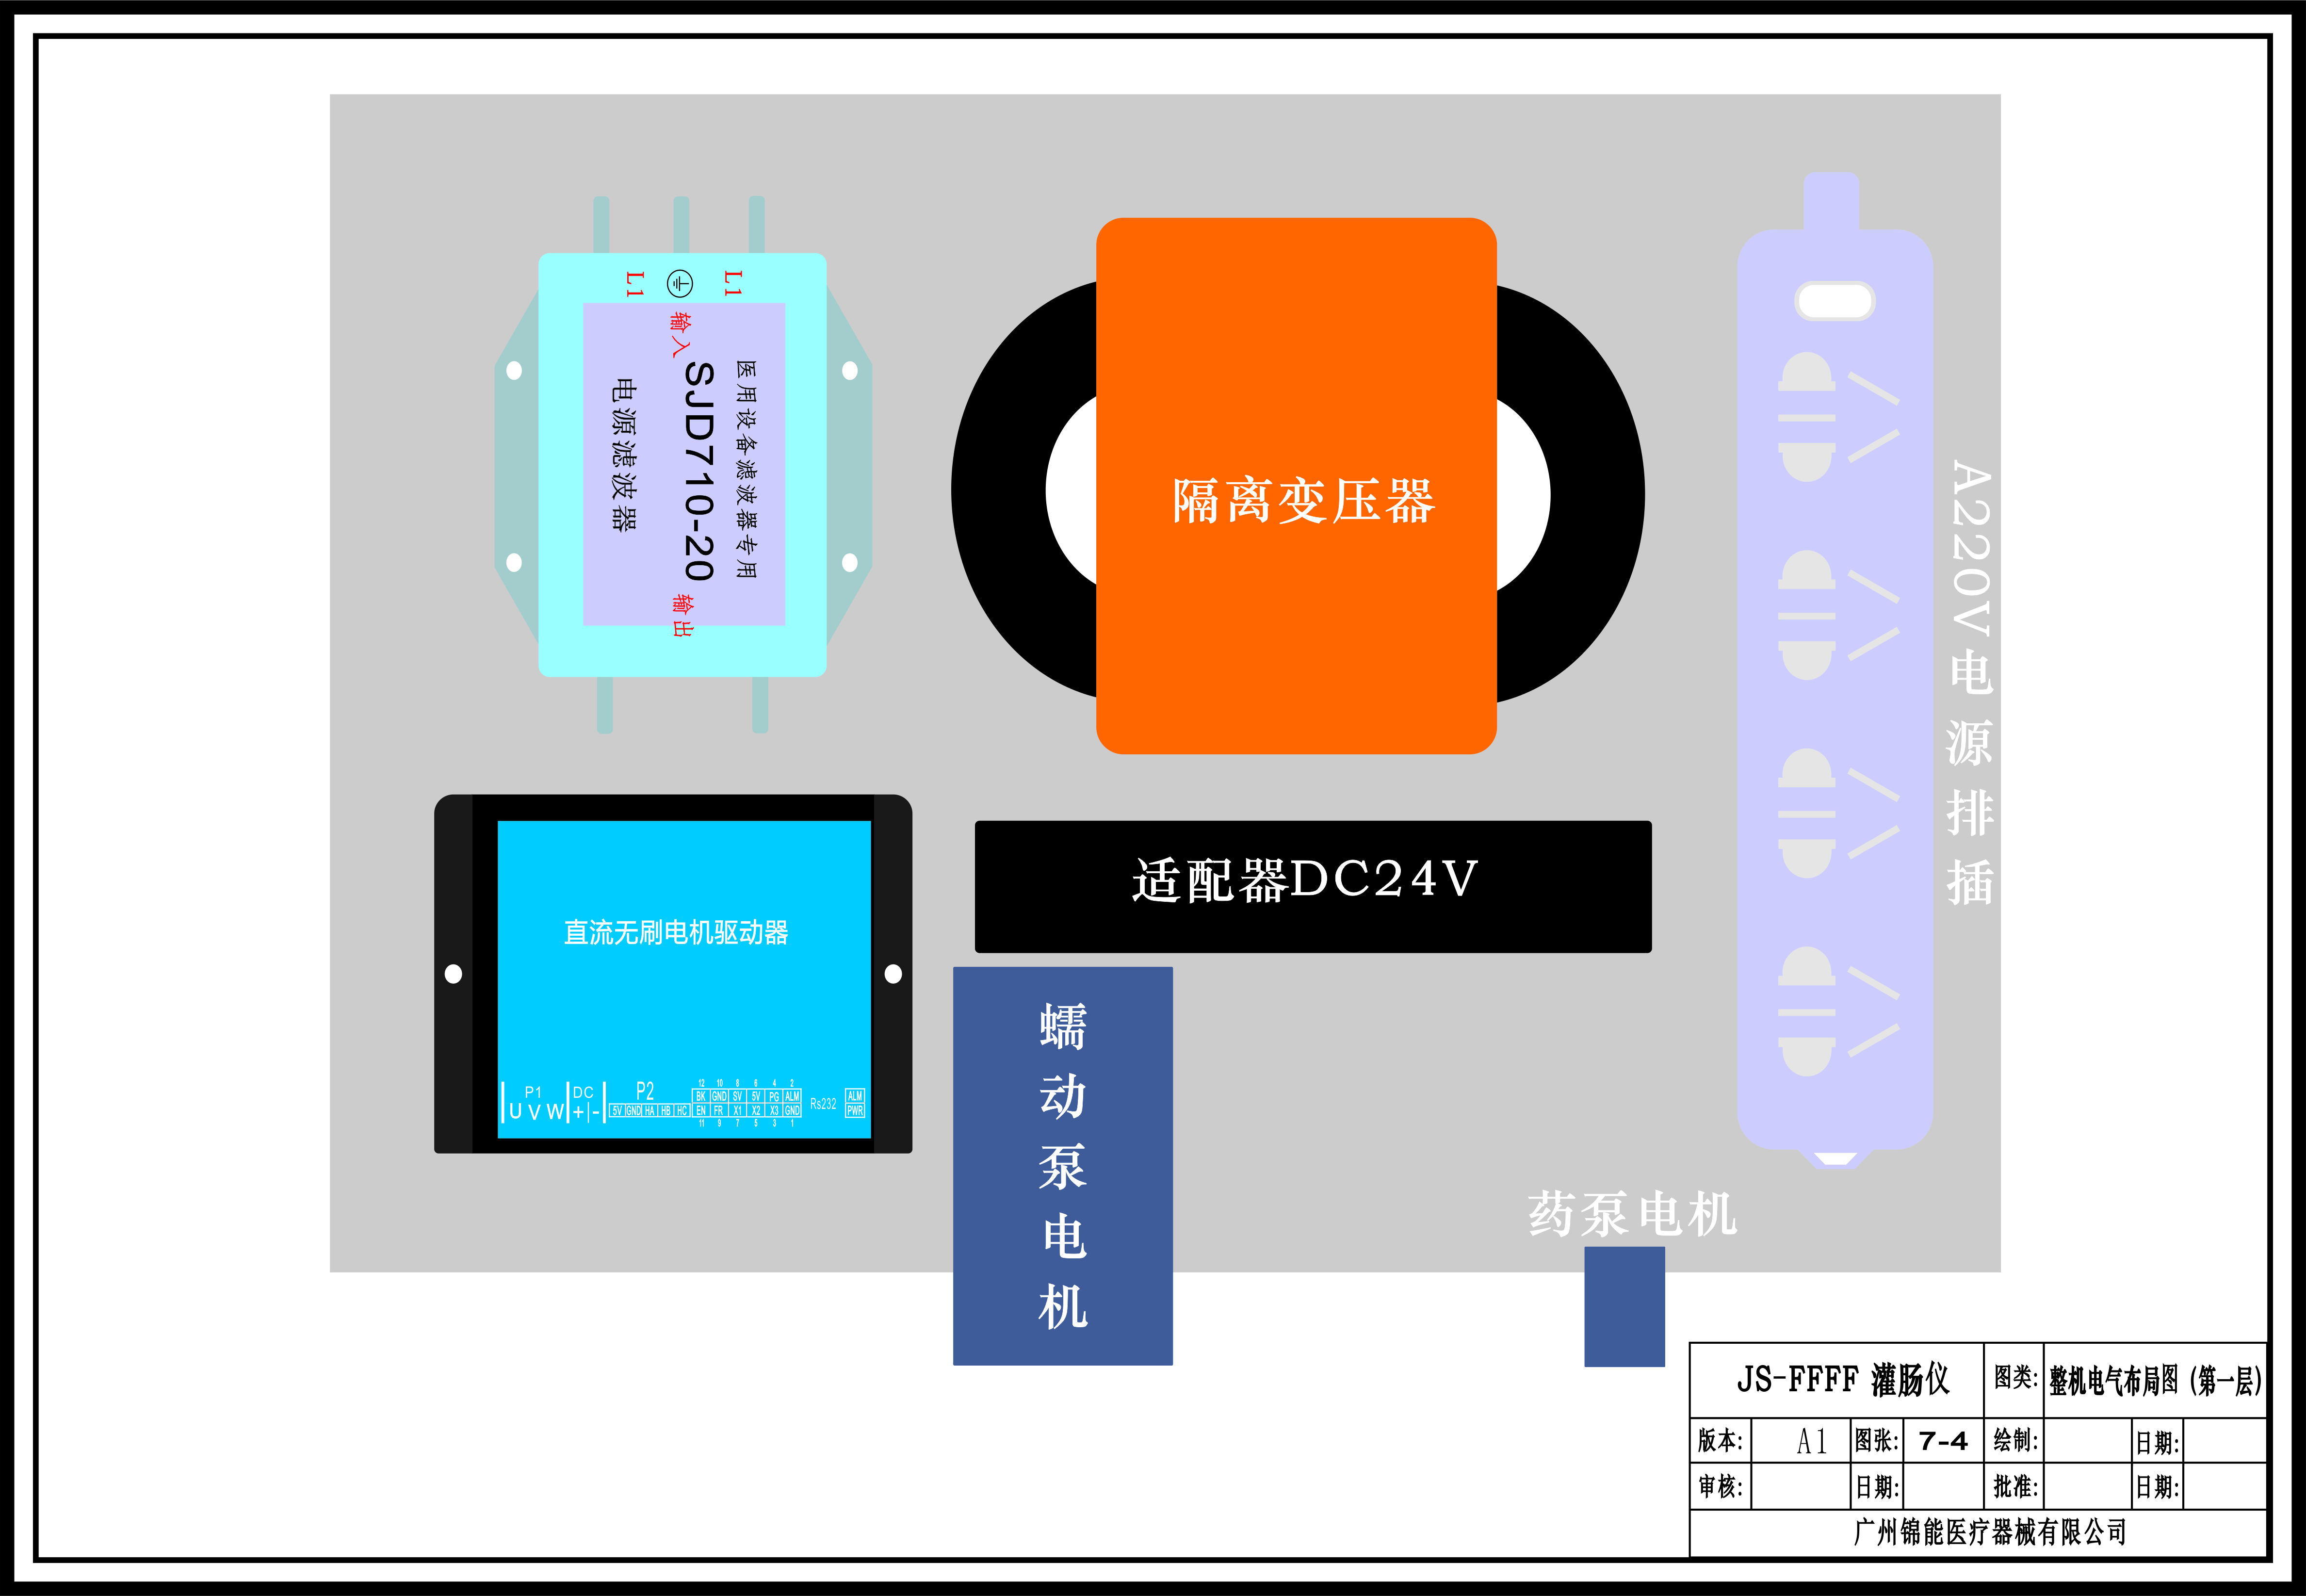 L1
L1
输入
医用设备滤波器专用
SJD710-20
电源滤波器
输出
隔离变压器
A220V电源排插
直流无刷电机驱动器
P1
U V W
DC
+ -
P2
5V GND HA HB HC
12 10 8 6 4 2
BK GND SV 5V PG ALM
EN FR X1 X2 X3 GND
11 9 7 5 3 1
Rs232
ALM
PWR
适配器DC24V
蠕动泵电机
药泵电机
JS-FFFF 灌肠仪
图类:
整机电气布局图(第一层)
版本: A1 图张: 7-4 绘制: 日期:
审核: 日期: 批准: 日期:
广州锦能医疗器械有限公司